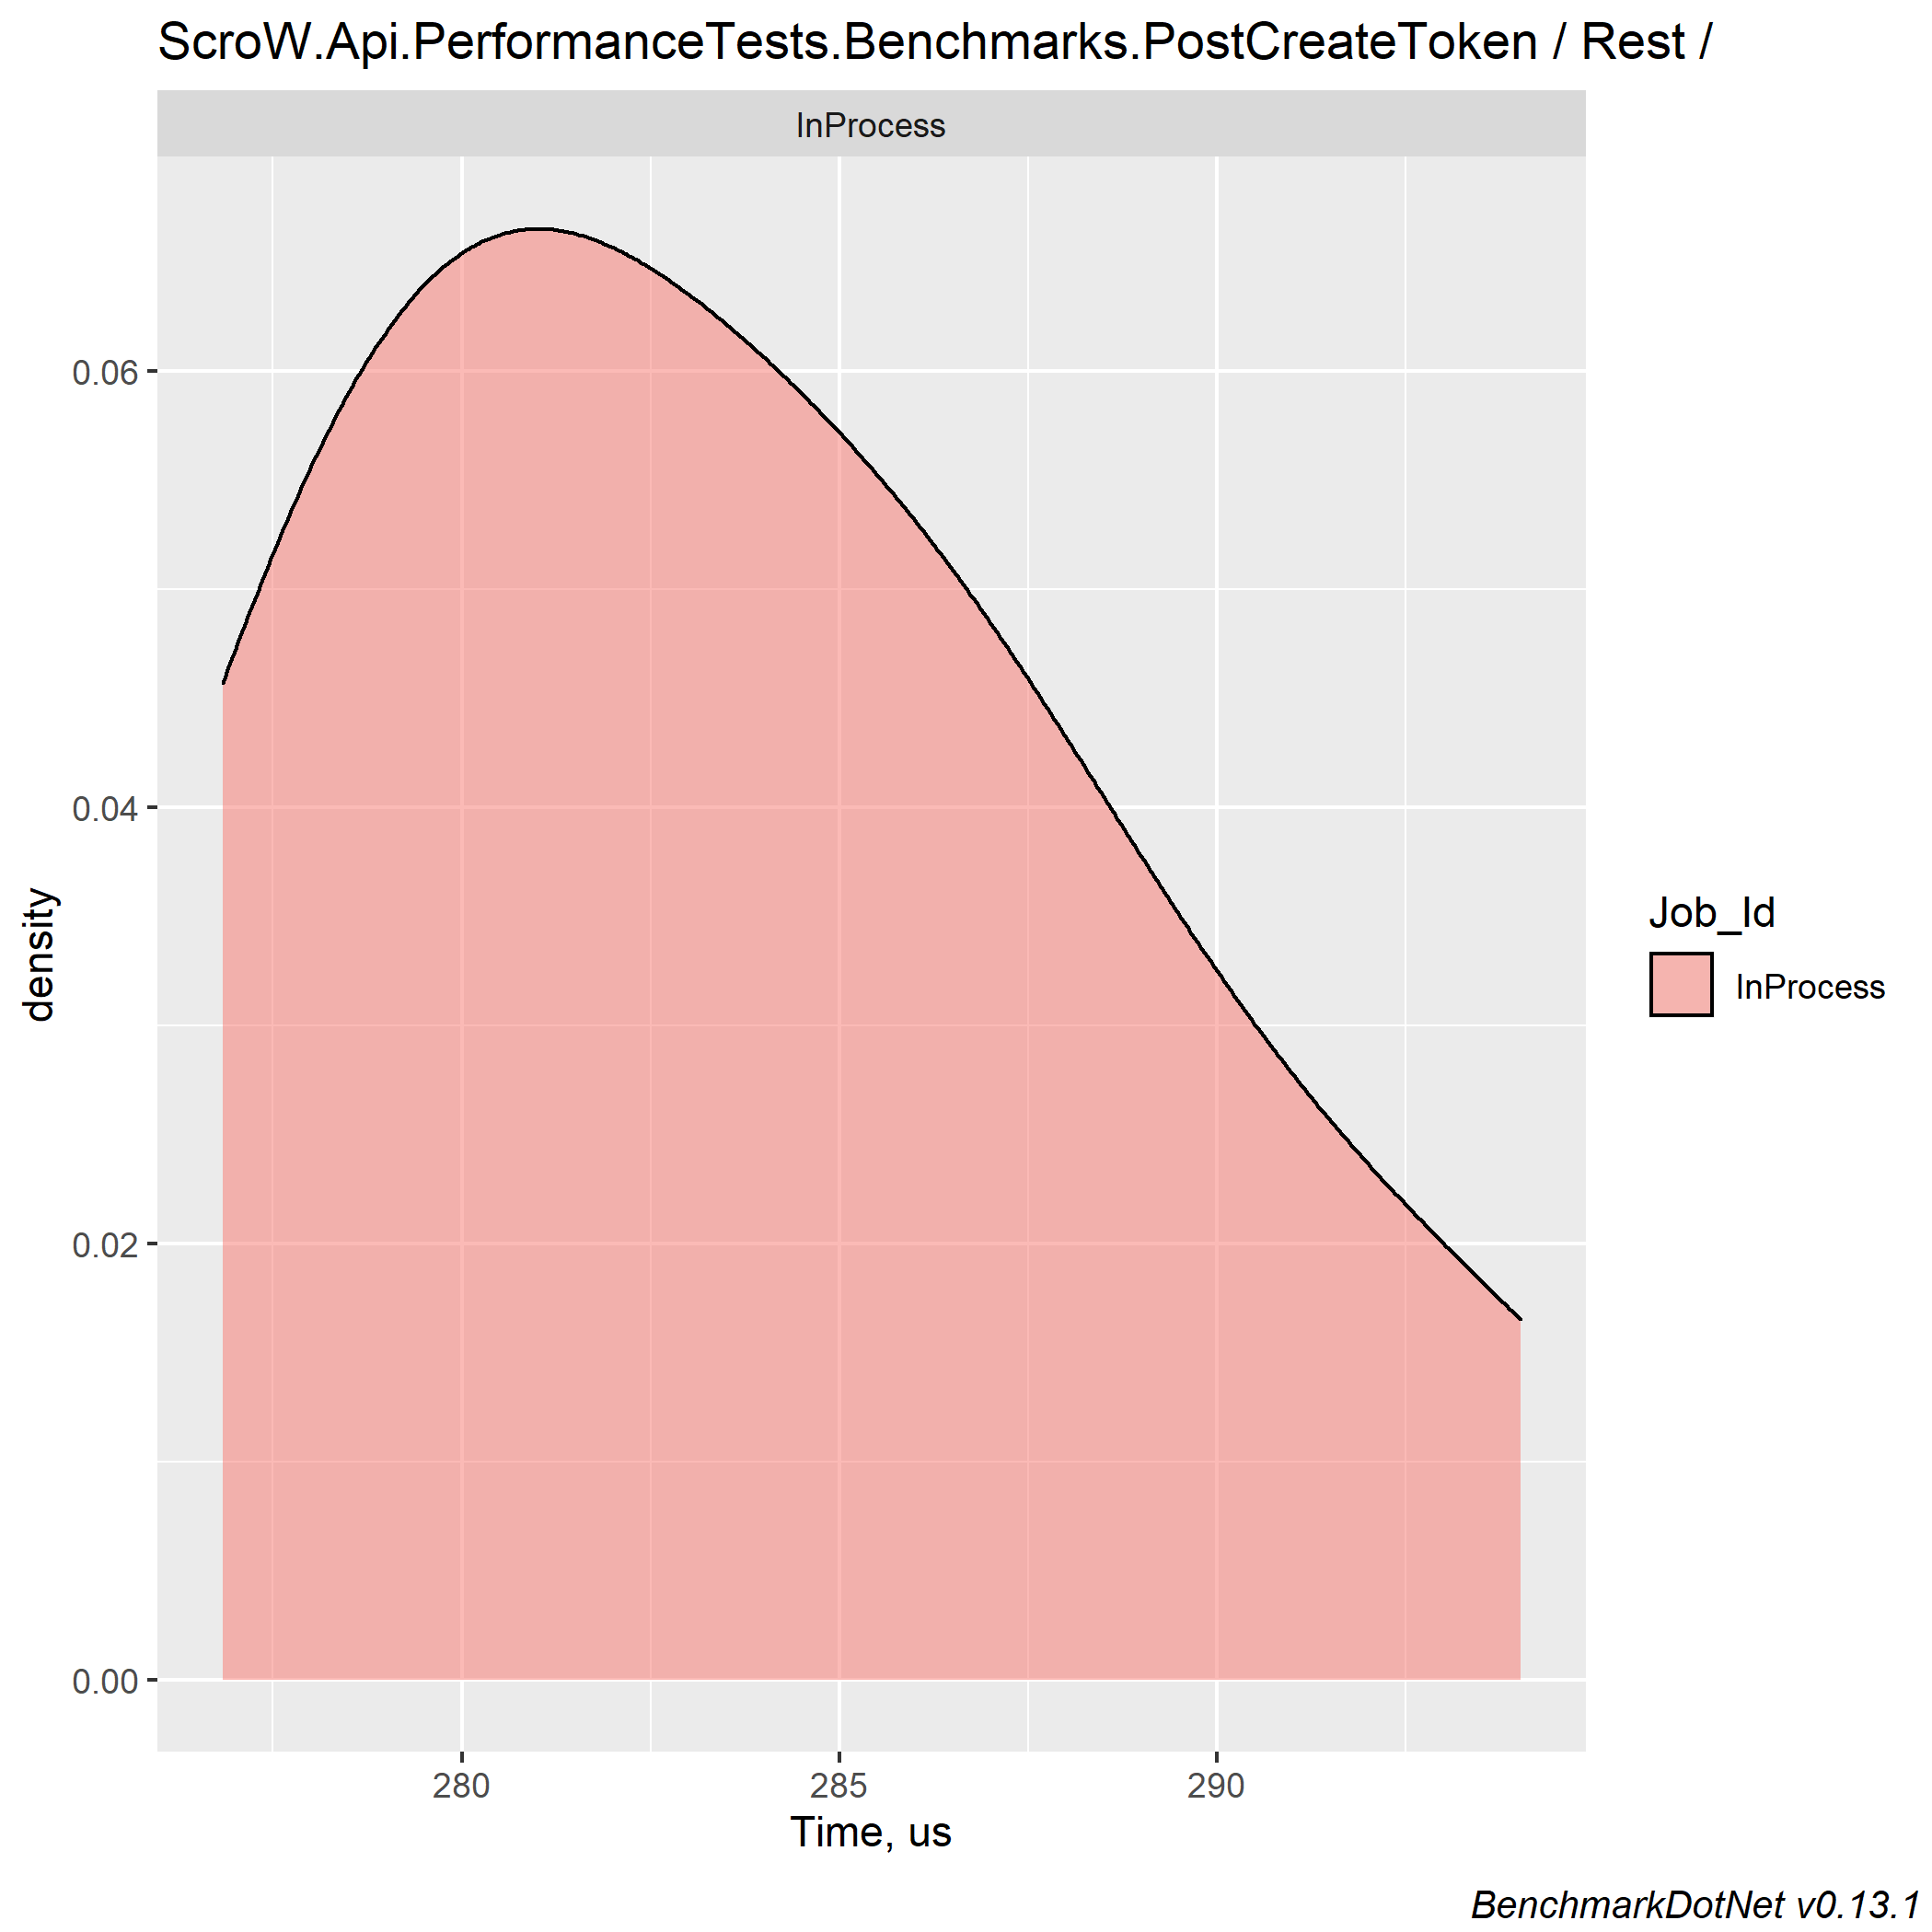 ScroW.Api.PerformanceTests.Benchmarks.PostCreateToken / Rest /
InProcess
0.06
0.04
0.02
0.00
density
280 285 290
Time, us
Job_Id
InProcess
BenchmarkDotNet v0.13.1